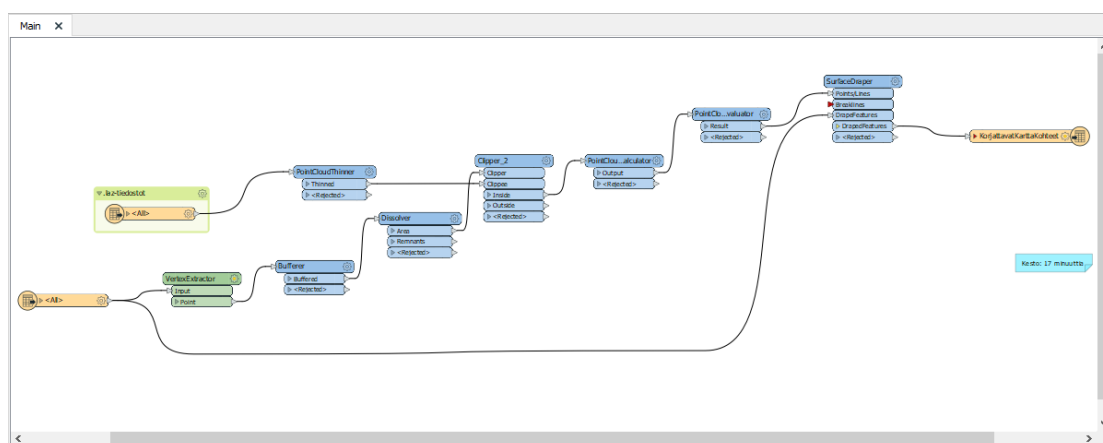 Main
SurfaceDraper
Points/Lines
Breaklines
DrapeFeatures
DrapedFeatures
<Rejected>
PointClo...valuator
Result
<Rejected>
KorjattavatKarttaKohteet
Clipper_2
Clipper
Clippee
Inside
Outside
<Rejected>
PointClou...alculator
Output
<Rejected>
PointCloudThinner
Thinned
<Rejected>
.laz-tiedostot
<All>
Dissolver
Area
Remnants
<Rejected>
Kesto: 17 minuuttia
Bufferer
Buffered
<Rejected>
VertexExtractor
Input
Point
<All>